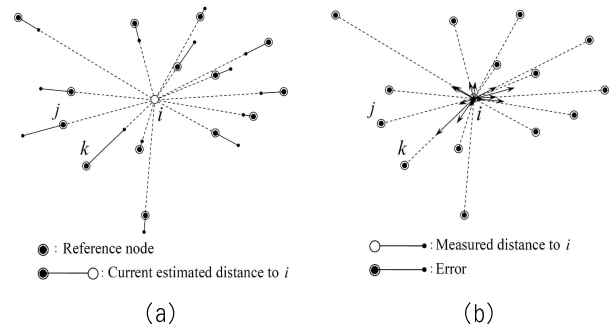 j
i
k
j
i
k
: Reference node
: Current estimated distance to i
: Measured distance to i
: Error
(a)
(b)